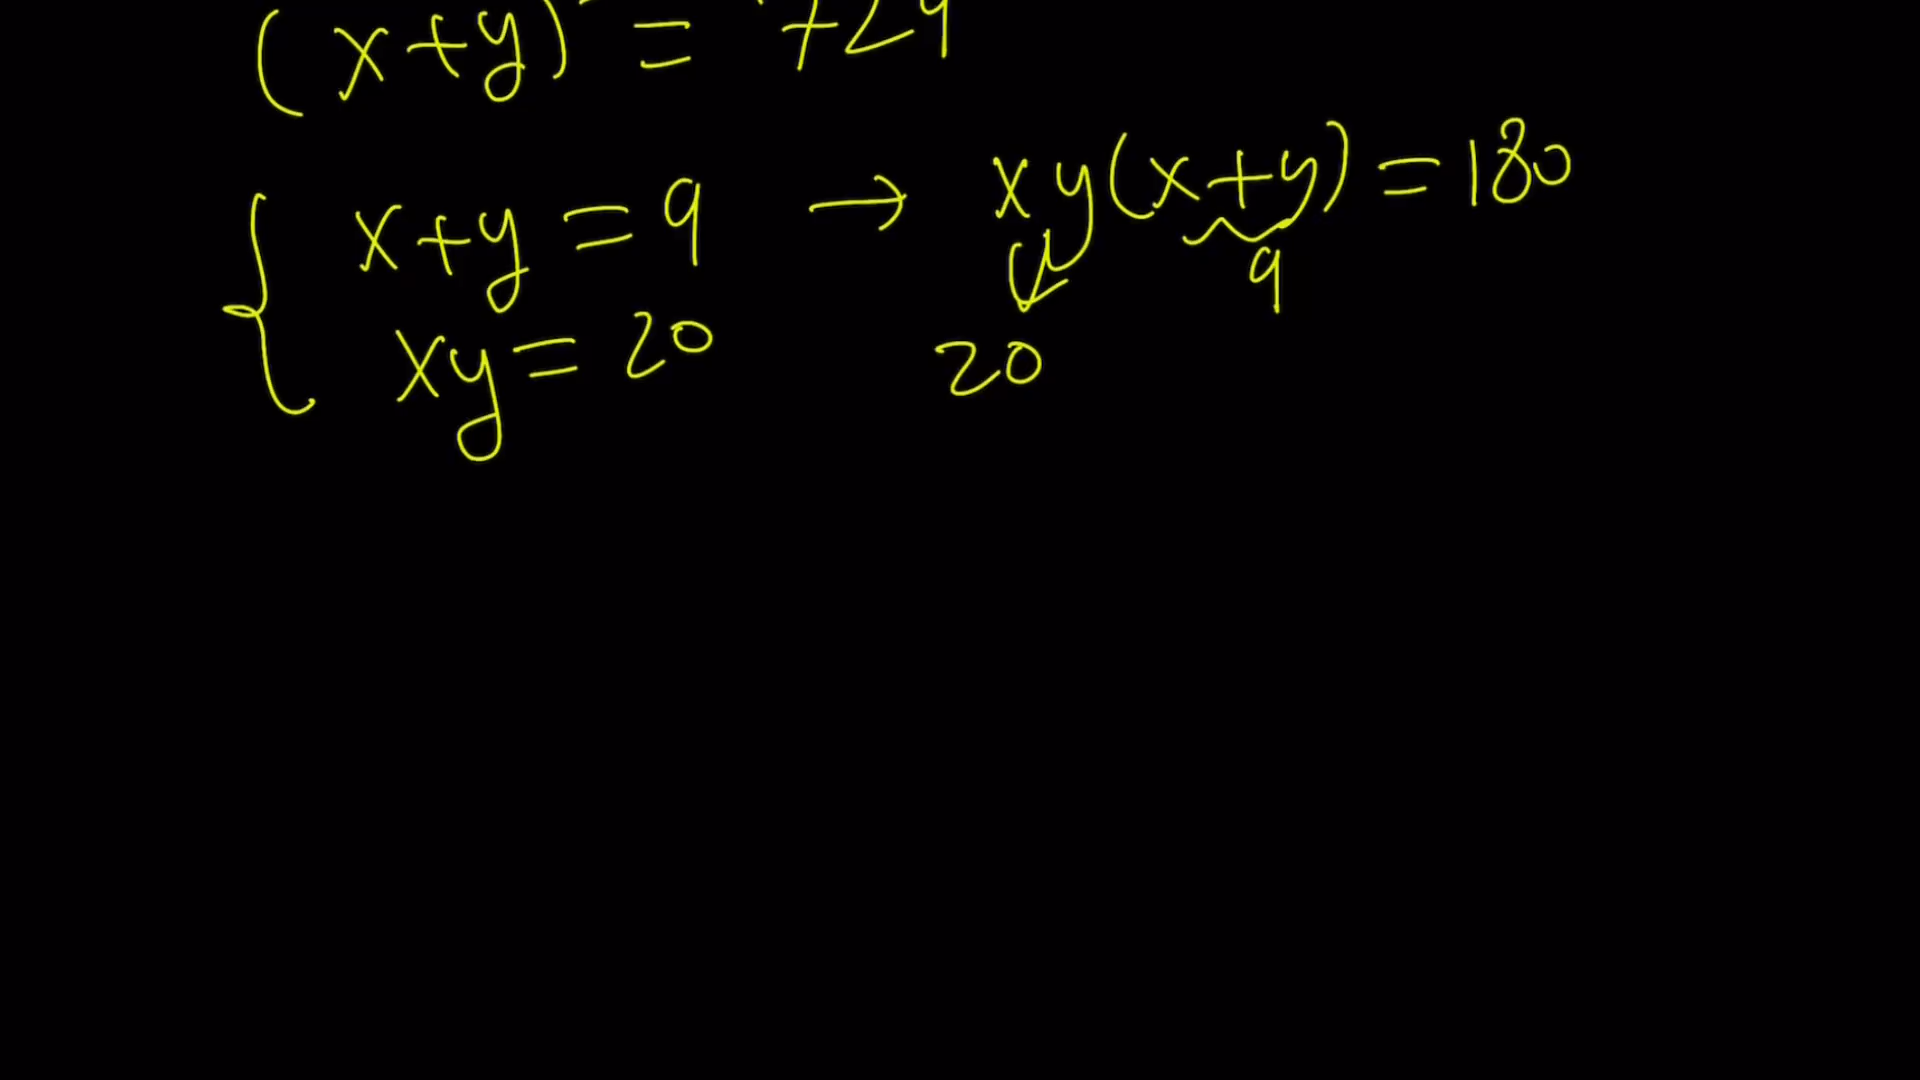 (x+y) = 729
x+y = 9 → xy(x+y) = 180
9
xy = 20
20